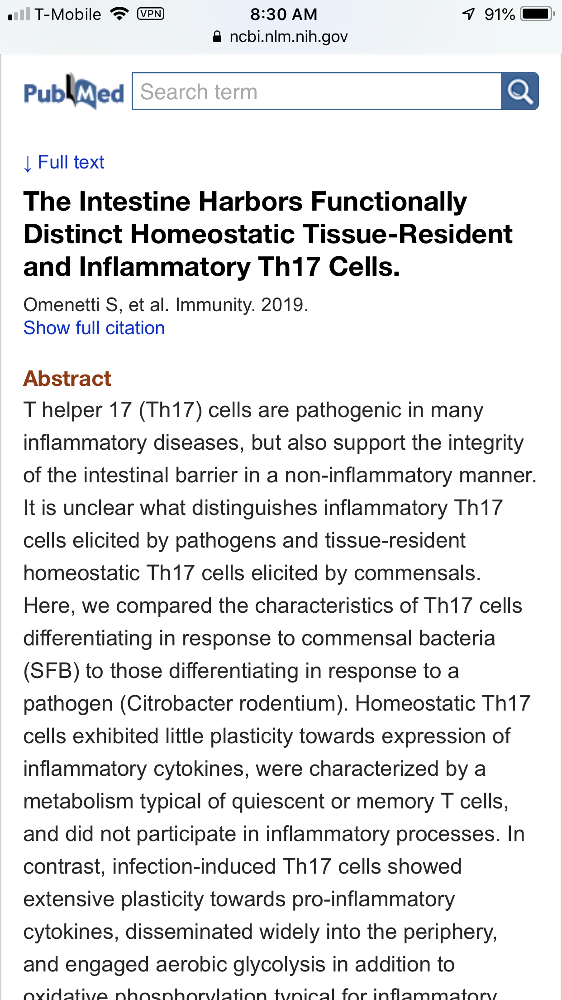 T-Mobile VPN 8:30 AM 91%
ncbi.nlm.nih.gov
PubMed Search term
↓ Full text
The Intestine Harbors Functionally
Distinct Homeostatic Tissue-Resident
and Inflammatory Th17 Cells.
Omenetti S, et al. Immunity. 2019.
Show full citation
Abstract
T helper 17 (Th17) cells are pathogenic in many
inflammatory diseases, but also support the integrity
of the intestinal barrier in a non-inflammatory manner.
It is unclear what distinguishes inflammatory Th17
cells elicited by pathogens and tissue-resident
homeostatic Th17 cells elicited by commensals.
Here, we compared the characteristics of Th17 cells
differentiating in response to commensal bacteria
(SFB) to those differentiating in response to a
pathogen (Citrobacter rodentium). Homeostatic Th17
cells exhibited little plasticity towards expression of
inflammatory cytokines, were characterized by a
metabolism typical of quiescent or memory T cells,
and did not participate in inflammatory processes. In
contrast, infection-induced Th17 cells showed
extensive plasticity towards pro-inflammatory
cytokines, disseminated widely into the periphery,
and engaged aerobic glycolysis in addition to
oxidative phosphorylation typical for inflammatory